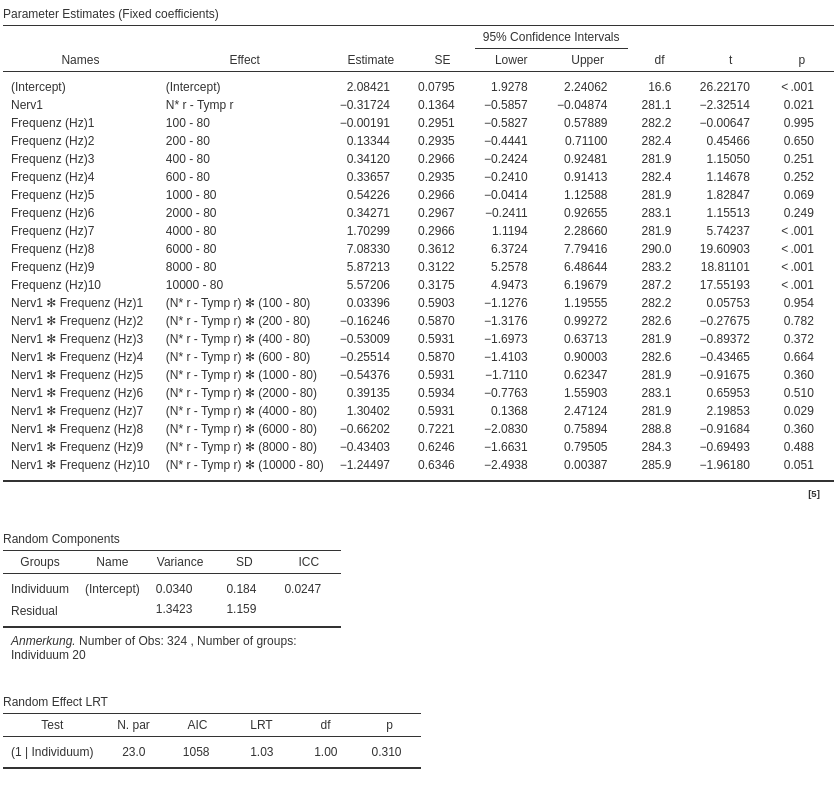 Parameter Estimates (Fixed coefficients)
95% Confidence Intervals
Names Effect Estimate SE Lower Upper df t p
(Intercept) (Intercept) 2.08421 0.0795 1.9278 2.24062 16.6 26.22170 < .001
Nerv1 N* r - Tymp r −0.31724 0.1364 −0.5857 −0.04874 281.1 −2.32514 0.021
Frequenz (Hz)1 100 - 80 −0.00191 0.2951 −0.5827 0.57889 282.2 −0.00647 0.995
Frequenz (Hz)2 200 - 80 0.13344 0.2935 −0.4441 0.71100 282.4 0.45466 0.650
Frequenz (Hz)3 400 - 80 0.34120 0.2966 −0.2424 0.92481 281.9 1.15050 0.251
Frequenz (Hz)4 600 - 80 0.33657 0.2935 −0.2410 0.91413 282.4 1.14678 0.252
Frequenz (Hz)5 1000 - 80 0.54226 0.2966 −0.0414 1.12588 281.9 1.82847 0.069
Frequenz (Hz)6 2000 - 80 0.34271 0.2967 −0.2411 0.92655 283.1 1.15513 0.249
Frequenz (Hz)7 4000 - 80 1.70299 0.2966 1.1194 2.28660 281.9 5.74237 < .001
Frequenz (Hz)8 6000 - 80 7.08330 0.3612 6.3724 7.79416 290.0 19.60903 < .001
Frequenz (Hz)9 8000 - 80 5.87213 0.3122 5.2578 6.48644 283.2 18.81101 < .001
Frequenz (Hz)10 10000 - 80 5.57206 0.3175 4.9473 6.19679 287.2 17.55193 < .001
Nerv1 ✻ Frequenz (Hz)1 (N* r - Tymp r) ✻ (100 - 80) 0.03396 0.5903 −1.1276 1.19555 282.2 0.05753 0.954
Nerv1 ✻ Frequenz (Hz)2 (N* r - Tymp r) ✻ (200 - 80) −0.16246 0.5870 −1.3176 0.99272 282.6 −0.27675 0.782
Nerv1 ✻ Frequenz (Hz)3 (N* r - Tymp r) ✻ (400 - 80) −0.53009 0.5931 −1.6973 0.63713 281.9 −0.89372 0.372
Nerv1 ✻ Frequenz (Hz)4 (N* r - Tymp r) ✻ (600 - 80) −0.25514 0.5870 −1.4103 0.90003 282.6 −0.43465 0.664
Nerv1 ✻ Frequenz (Hz)5 (N* r - Tymp r) ✻ (1000 - 80) −0.54376 0.5931 −1.7110 0.62347 281.9 −0.91675 0.360
Nerv1 ✻ Frequenz (Hz)6 (N* r - Tymp r) ✻ (2000 - 80) 0.39135 0.5934 −0.7763 1.55903 283.1 0.65953 0.510
Nerv1 ✻ Frequenz (Hz)7 (N* r - Tymp r) ✻ (4000 - 80) 1.30402 0.5931 0.1368 2.47124 281.9 2.19853 0.029
Nerv1 ✻ Frequenz (Hz)8 (N* r - Tymp r) ✻ (6000 - 80) −0.66202 0.7221 −2.0830 0.75894 288.8 −0.91684 0.360
Nerv1 ✻ Frequenz (Hz)9 (N* r - Tymp r) ✻ (8000 - 80) −0.43403 0.6246 −1.6631 0.79505 284.3 −0.69493 0.488
Nerv1 ✻ Frequenz (Hz)10 (N* r - Tymp r) ✻ (10000 - 80) −1.24497 0.6346 −2.4938 0.00387 285.9 −1.96180 0.051
[5]
Random Components
Groups Name Variance SD ICC
Individuum (Intercept) 0.0340 0.184 0.0247
Residual 1.3423 1.159
Anmerkung. Number of Obs: 324 , Number of groups:
Individuum 20
Random Effect LRT
Test N. par AIC LRT df p
(1 | Individuum) 23.0 1058 1.03 1.00 0.310